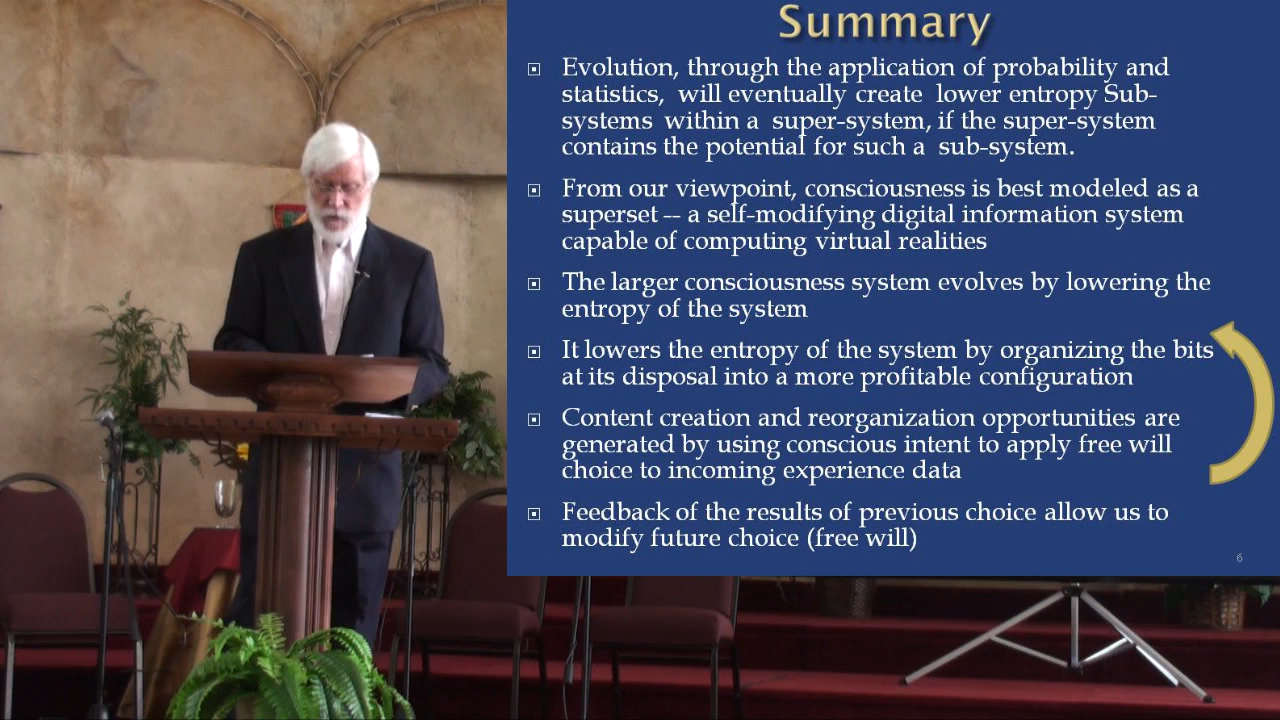 Summary
Evolution, through the application of probability and
statistics, will eventually create lower entropy Sub-
systems within a super-system, if the super-system
contains the potential for such a sub-system.
From our viewpoint, consciousness is best modeled as a
superset -- a self-modifying digital information system
capable of computing virtual realities
The larger consciousness system evolves by lowering the
entropy of the system
It lowers the entropy of the system by organizing the bits
at its disposal into a more profitable configuration
Content creation and reorganization opportunities are
generated by using conscious intent to apply free will
choice to incoming experience data
Feedback of the results of previous choice allow us to
modify future choice (free will)
6